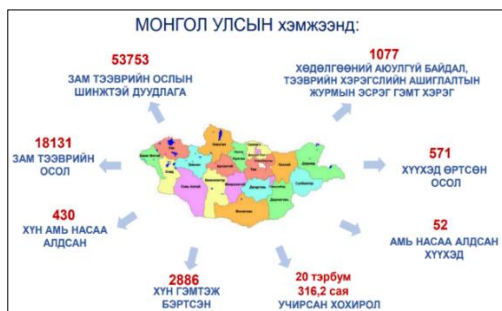 МОНГОЛ УЛСЫН хэмжээнд:
53753
ЗАМ ТЭЭВРИЙН ОСЛЫН
ШИНЖТЭЙ ДУУДЛАГА
1077
ХӨДӨЛГӨӨНИЙ АЮУЛГҮЙ БАЙДАЛ,
ТЭЭВРИЙН ХЭРЭГСЛИЙН АШИГЛАЛТЫН
ЖУРМЫН ЭСРЭГ ГЭМТ ХЭРЭГ
18131
ЗАМ ТЭЭВРИЙН
ОСОЛ
571
ХҮҮХЭД ӨРТСӨН
ОСОЛ
430
ХҮН АМЬ НАСАА
АЛДСАН
52
АМЬ НАСАА АЛДСАН
ХҮҮХЭД
2886
ХҮН ГЭМТЭЖ
БЭРТСЭН
20 тэрбум
316,2 сая
УЧИРСАН ХОХИРОЛ